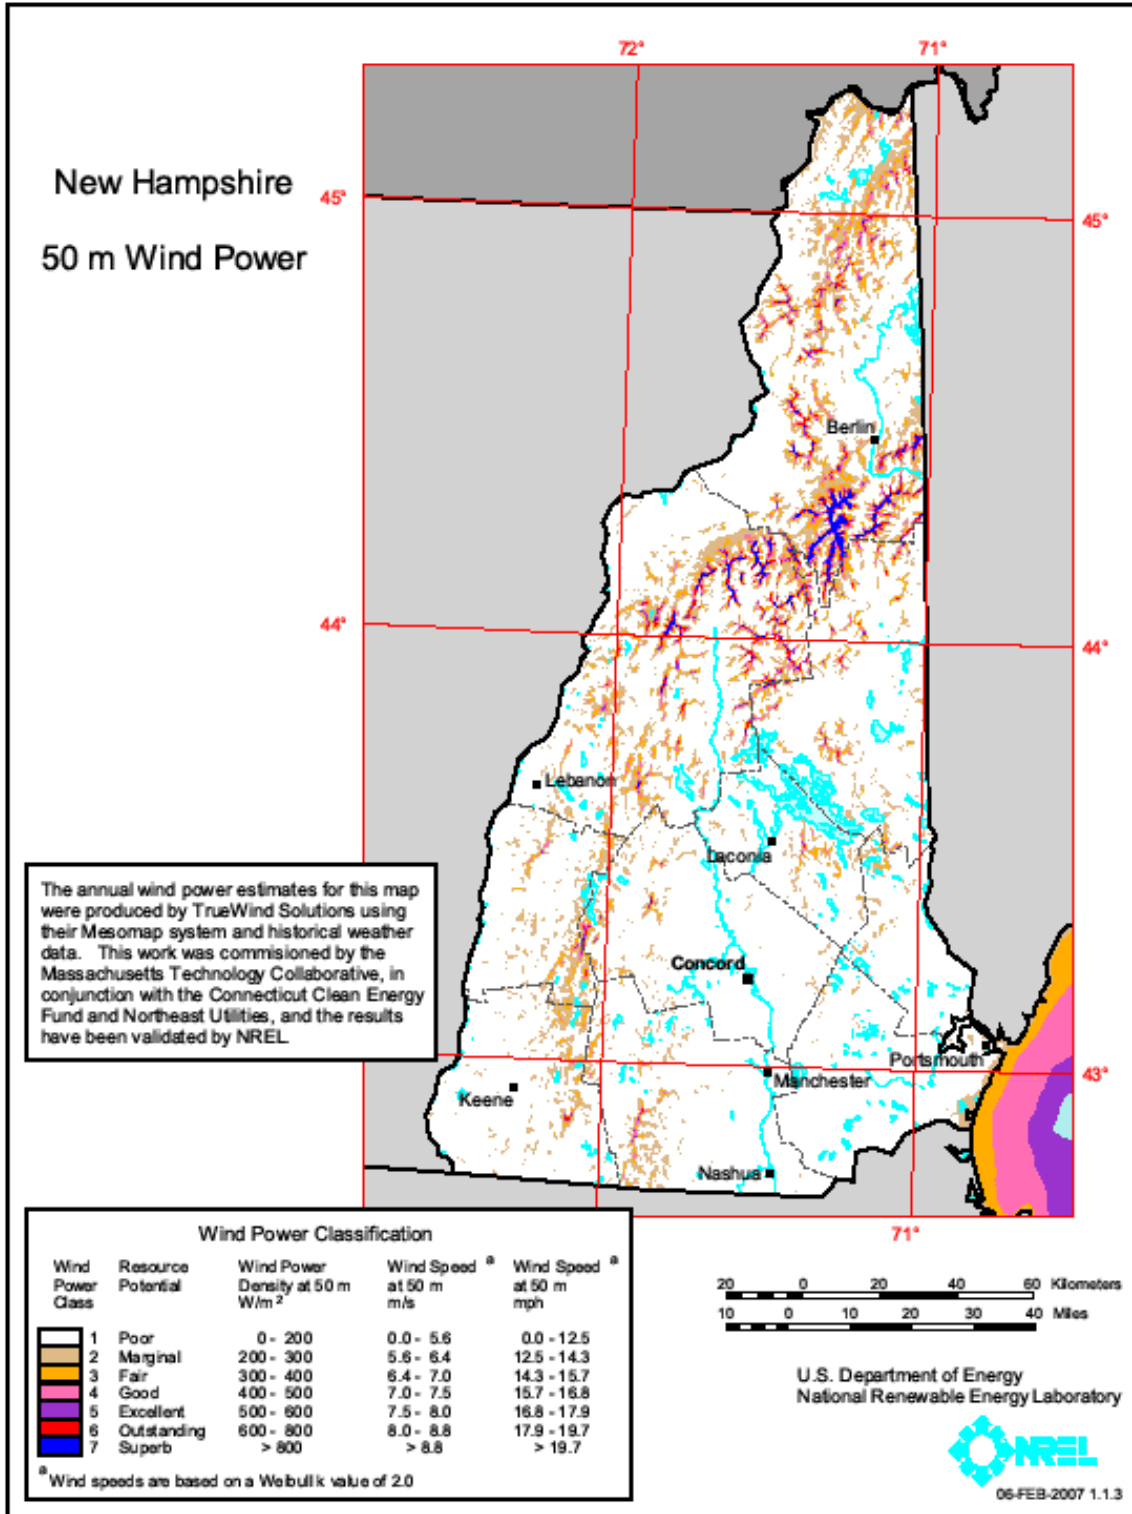 72°
71°
New Hampshire
50 m Wind Power
45°
45°
Berlin
44°
44°
Lebanon
Laconia
The annual wind power estimates for this map
were produced by TrueWind Solutions using
their Mesomap system and historical weather
data. This work was commisioned by the
Massachusetts Technology Collaborative, in
conjunction with the Connecticut Clean Energy
Fund and Northeast Utilities, and the results
have been validated by NREL.
Concord
Portsmouth
Manchester
43°
Keene
Nashua
71°
Wind Power Classification
Wind Power Class Resource Potential Wind Power Density at 50 m W/m² Wind Speed ª at 50 m m/s Wind Speed ª at 50 m mph
1 Poor 0 - 200 0.0 - 5.6 0.0 - 12.5
2 Marginal 200 - 300 5.6 - 6.4 12.5 - 14.3
3 Fair 300 - 400 6.4 - 7.0 14.3 - 15.7
4 Good 400 - 500 7.0 - 7.5 15.7 - 16.8
5 Excellent 500 - 600 7.5 - 8.0 16.8 - 17.9
6 Outstanding 600 - 800 8.0 - 8.8 17.9 - 19.7
7 Superb > 800 > 8.8 > 19.7
ª Wind speeds are based on a Weibull k value of 2.0
20 0 20 40 60 Kilometers
10 0 10 20 30 40 Miles
U.S. Department of Energy
National Renewable Energy Laboratory
NREL
06-FEB-2007 1.1.3